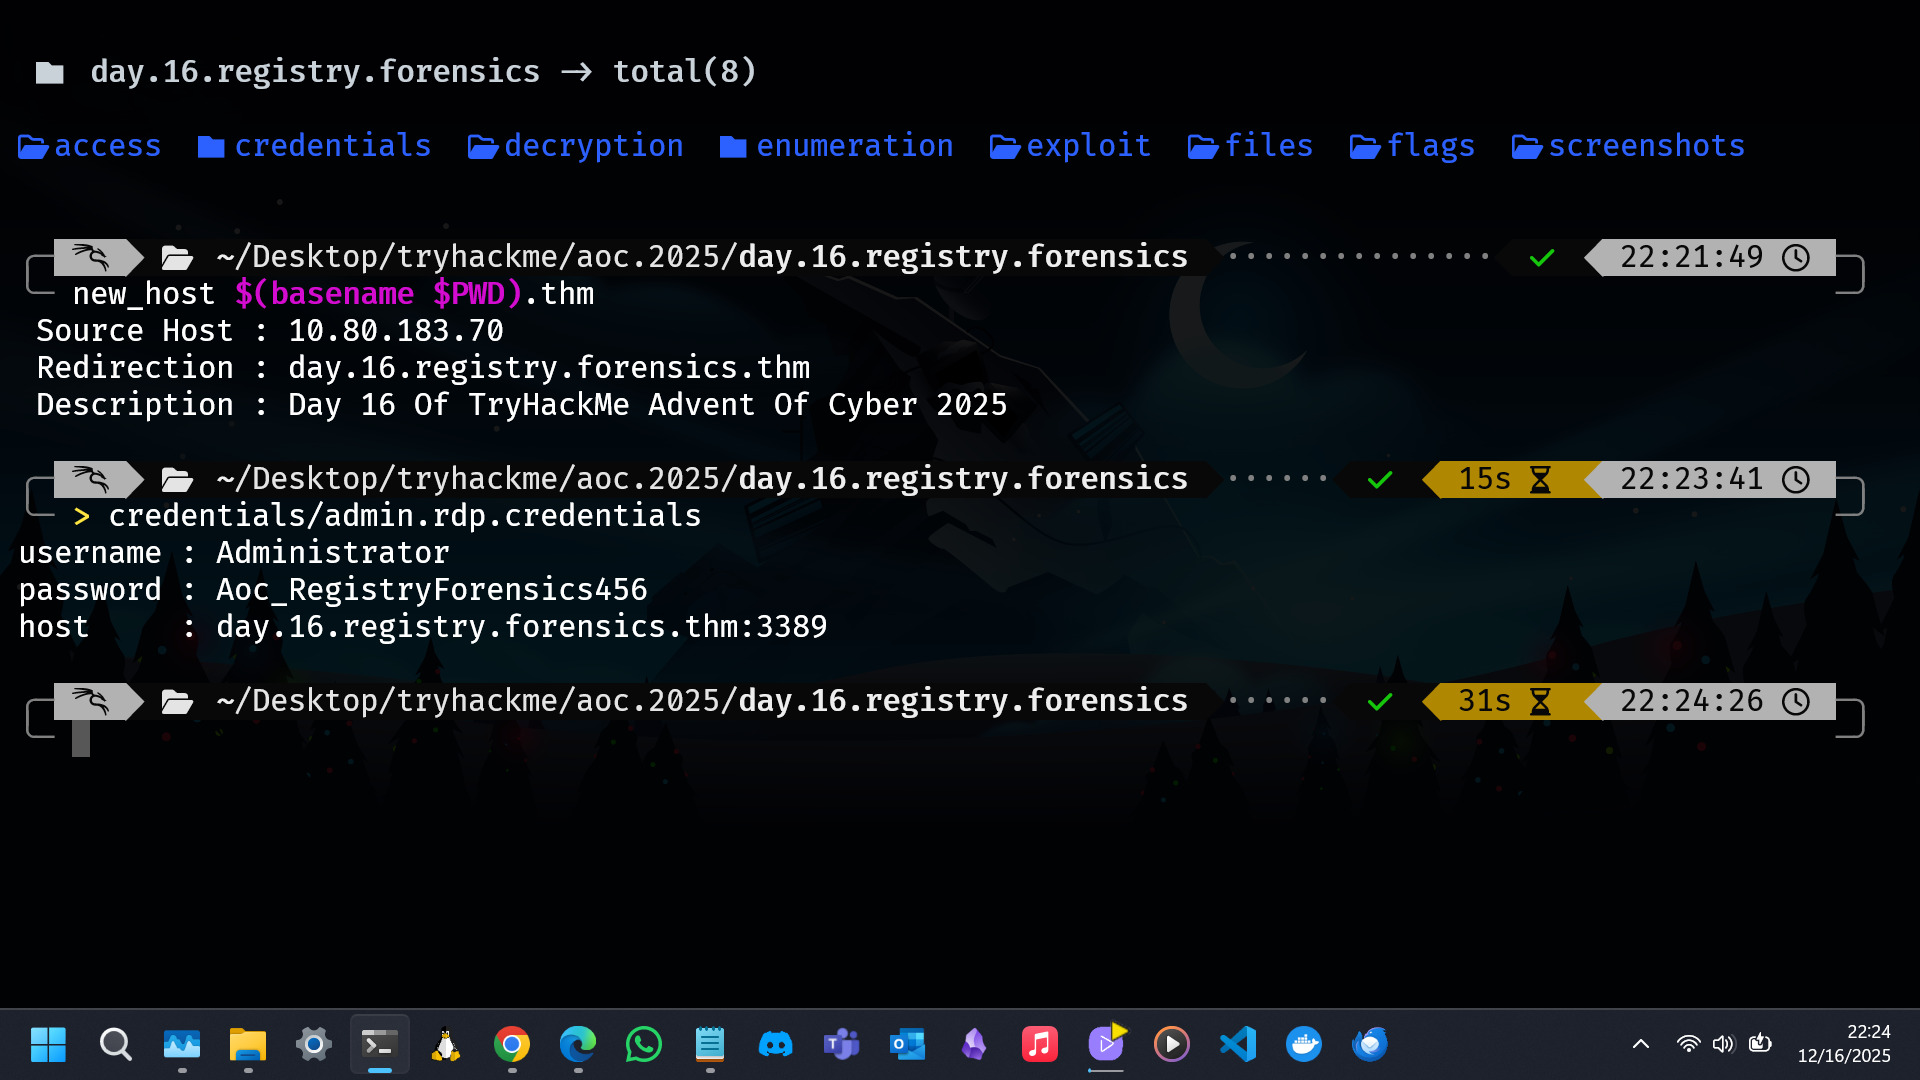 day.16.registry.forensics → total(8)
access credentials decryption enumeration exploit files flags screenshots
~/Desktop/tryhackme/aoc.2025/day.16.registry.forensics ✓ 22:21:49
new_host $(basename $PWD).thm
Source Host : 10.80.183.70
Redirection : day.16.registry.forensics.thm
Description : Day 16 Of TryHackMe Advent Of Cyber 2025
~/Desktop/tryhackme/aoc.2025/day.16.registry.forensics ✓ 15s 22:23:41
> credentials/admin.rdp.credentials
username : Administrator
password : Aoc_RegistryForensics456
host : day.16.registry.forensics.thm:3389
~/Desktop/tryhackme/aoc.2025/day.16.registry.forensics ✓ 31s 22:24:26
22:24
12/16/2025